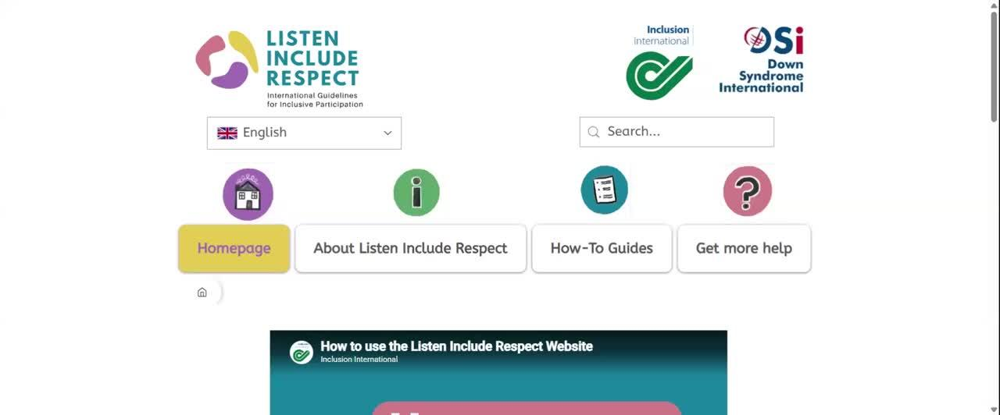 LISTEN
INCLUDE
RESPECT
International Guidelines
for Inclusive Participation
Inclusion
international
DSi
Down
Syndrome
International
English
Search...
Homepage
About Listen Include Respect
How-To Guides
Get more help
How to use the Listen Include Respect Website
Inclusion International